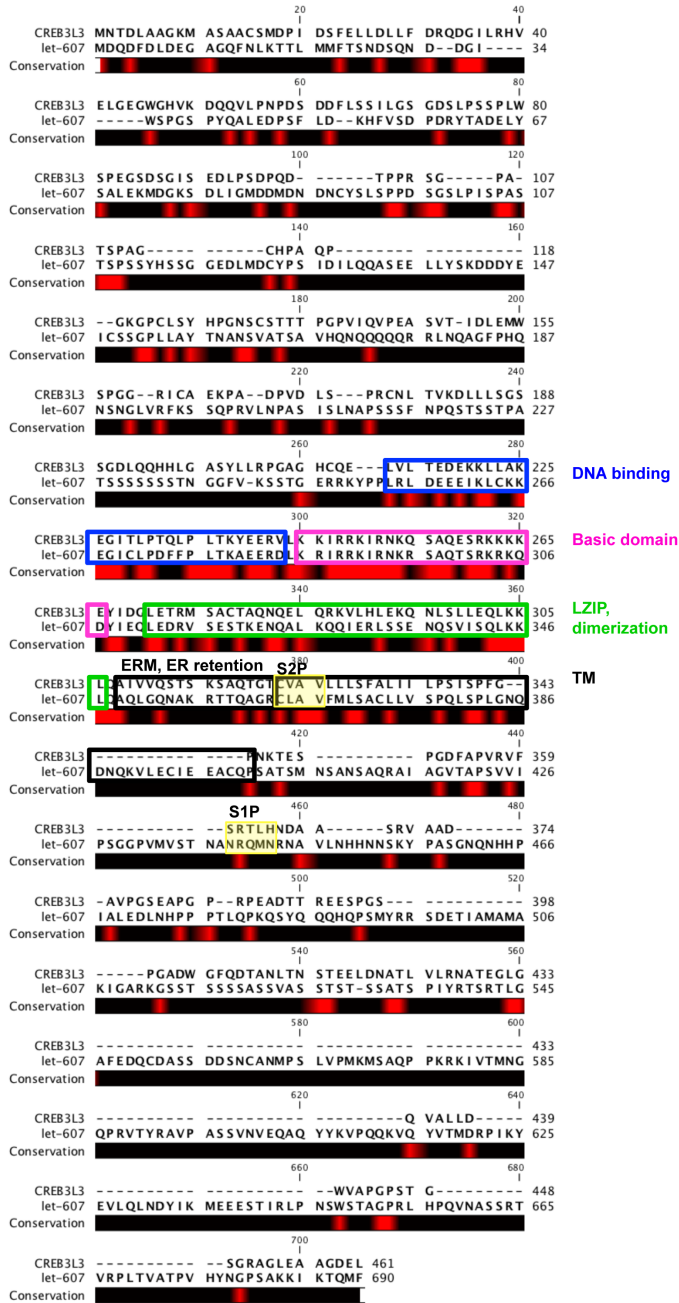 20 40
CREB3L3 MNTDLAAGKM ASAACSMDPI DSFELLDLLF DRQDGILRHV 40
let-607 MDQDFDLDEG AGQFNLKTTL MMFTSNDSQN D--DGI---- 34
Conservation
60 80
CREB3L3 ELGEGWGHVK DQQVLPNPDS DDFLSSILGS GDSLPSSPLW 80
let-607 -----WSPGS PYQALEDPSF LD--KHFVSD PDRYTADELY 67
Conservation
100 120
CREB3L3 SPEGSDSGIS EDLPSDPQD- ------TPPR SG-----PA- 107
let-607 SALEKMDGKS DLIGMDDMDN DNCYSLSPPD SGSLPISPAS 107
Conservation
140 160
CREB3L3 TSPAG----- ------CHPA QP-------- ---------- 118
let-607 TSPSSYHSSG GEDLMDCYPS IDILQQASEE LLYSKDDDYE 147
Conservation
180 200
CREB3L3 --GKGPCLSY HPGNSCSTTT PGPVIQVPEA SVT-IDLEMW 155
let-607 ICSSGPLLAY TNANSVATSA VHQNQQQQQR RLNQAGFPHQ 187
Conservation
220 240
CREB3L3 SPGG--RICA EKPA--DPVD LS---PRCNL TVKDLLLSGS 188
let-607 NSNGLVRFKS SQPRVLNPAS ISLNAPSSSF NPQSTSSTPA 227
Conservation
260 280
CREB3L3 SGDLQQHHLG ASYLLRPGAG HCQE---LVL TEDEKKLLAK 225
let-607 TSSSSSSSTN GGFV-KSSTG ERRKYPPLRL DEEEIKLCKK 266
Conservation
DNA binding
300 320
CREB3L3 EGITLPTQLP LTKYEERVLK KIRRKIRNKQ SAQESRKKKK 265
let-607 EGICLPDFFP LTKAEERDLK RIRRKIRNKR SAQTSRKRKQ 306
Conservation
Basic domain
340 360
CREB3L3 EYIDGLETRM SACTAQNQEL QRKVLHLEKQ NLSLLEQLKK 305
let-607 DYIEQLEDRV SESTKENQAL KQQIERLSSE NQSVISQLKK 346
Conservation
LZIP,
dimerization
ERM, ER retention S2P
380 400
CREB3L3 LQAIVVQSTS KSAQTGTCVA VLLLSFALII LPSISPFG-- 343
let-607 LQAQLGQNAK RTTQAGRCLA VFMLSACLLV SPQLSPLGNQ 386
Conservation
TM
420 440
CREB3L3 ---------- ------PNKTES ---------- PGDFAPVRVF 359
let-607 DNQKVLECIE EACQPSATSM NSANSAQRAI AGVTAPSVVI 426
Conservation
S1P
460 480
CREB3L3 ---------- --SRTLHNDA A-----SRV AAD------- 374
let-607 PSGGPVMVST NANRQMNRNA VLNHHNNSKY PASGNQNHHP 466
Conservation
500 520
CREB3L3 -AVPGSEAPG P--RPEADTT REESPGS--- ---------- 398
let-607 IALEDLNHPP PTLQPKQSYQ QQHQPSMYRR SDETIAMAMA 506
Conservation
540 560
CREB3L3 -----PGADW GFQDTANLTN STEELDNATL VLRNATEGLG 433
let-607 KIGARKGSST SSSSASSVAS STST-SSATS PIYRTSRTLG 545
Conservation
580 600
CREB3L3 ---------- ---------- ---------- ---------- 433
let-607 AFEDQCDASS DDSNCANMPS LVPMKMSAQP PKRKIVTMNG 585
Conservation
620 640
CREB3L3 ---------- ---------- ---------Q VALLD----- 439
let-607 QPRVTYRAVP ASSVNVEQAQ YYKVPQQKVQ YVTMDRPIKY 625
Conservation
660 680
CREB3L3 ---------- ---------- ---WVAPGPST G--------- 448
let-607 EVLQLNDYIK MEEESTIRLP NSWSTAGPRL HPQVNASSRT 665
Conservation
700
CREB3L3 ---------- --SGRAGLEA AGDEL 461
let-607 VRPLTVATPV HYNGPSAKKI KTQMF 690
Conservation